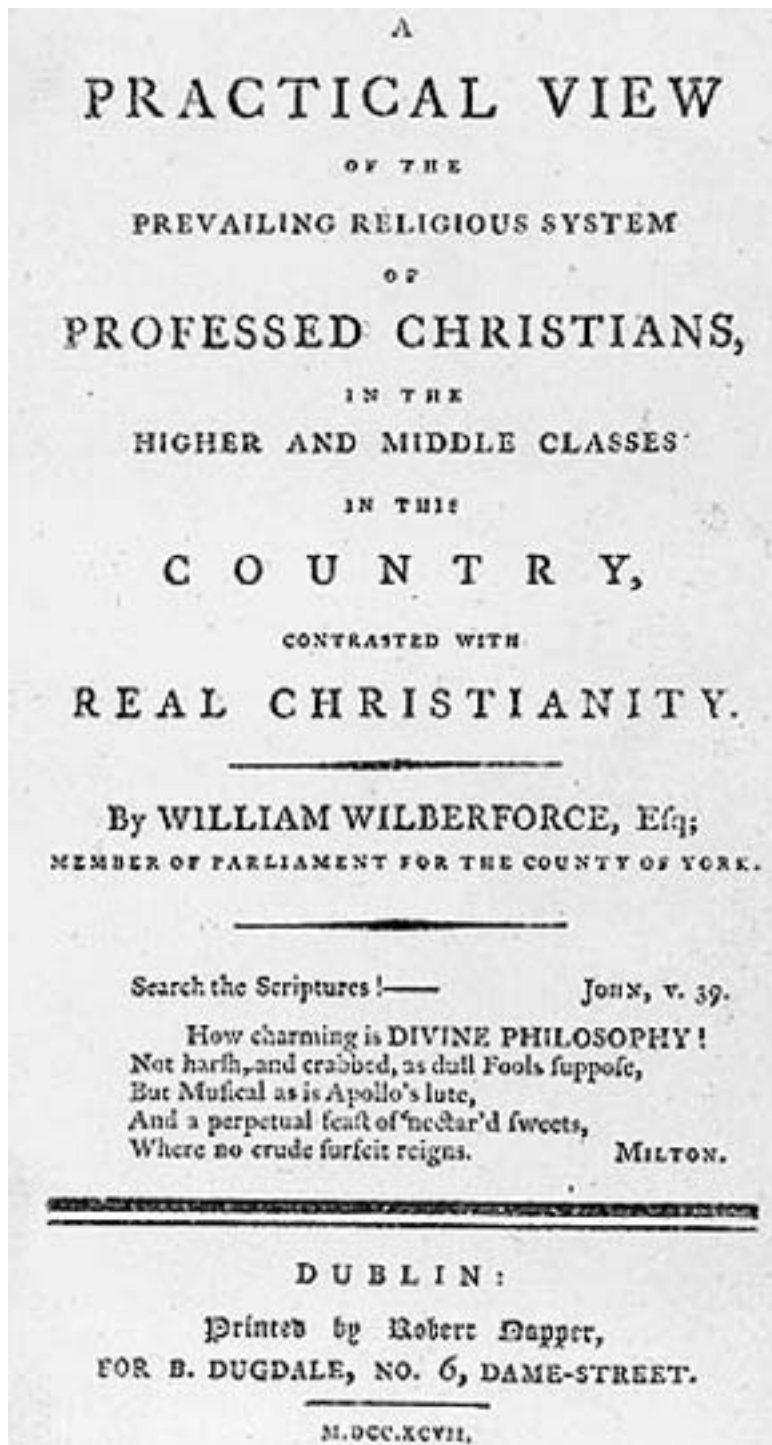 A
PRACTICAL VIEW
OF THE
PREVAILING RELIGIOUS SYSTEM
OF
PROFESSED CHRISTIANS,
IN THE
HIGHER AND MIDDLE CLASSES
IN THIS
COUNTRY,
CONTRASTED WITH
REAL CHRISTIANITY.
By WILLIAM WILBERFORCE, Eſq;
MEMBER OF PARLIAMENT FOR THE COUNTY OF YORK.
Search the Scriptures!— JOHN, v. 39.
How charming is DIVINE PHILOSOPHY!
Not harſh, and crabbed, as dull Fools ſuppoſe,
But Muſical as is Apollo's lute,
And a perpetual feaſt of nectar'd ſweets,
Where no crude ſurfeit reigns. MILTON.
DUBLIN:
Printed by Robert Napper,
FOR B. DUGDALE, NO. 6, DAME-STREET.
M.DCC.XCVII.